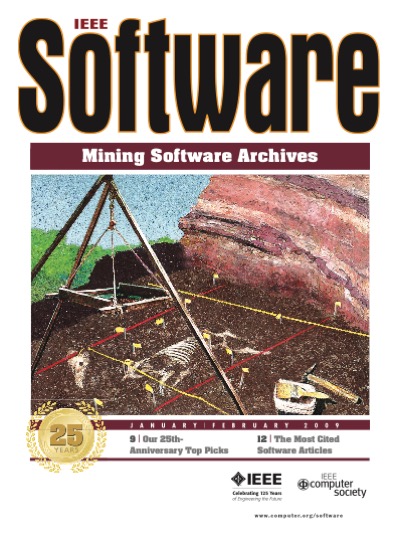 IEEE
Software
Mining Software Archives
JANUARY | FEBRUARY 2009
25
YEARS
9 | Our 25th-
Anniversary Top Picks
12 | The Most Cited
Software Articles
IEEE
Celebrating 125 Years
of Engineering the Future
IEEE
computer
society
www.computer.org/software